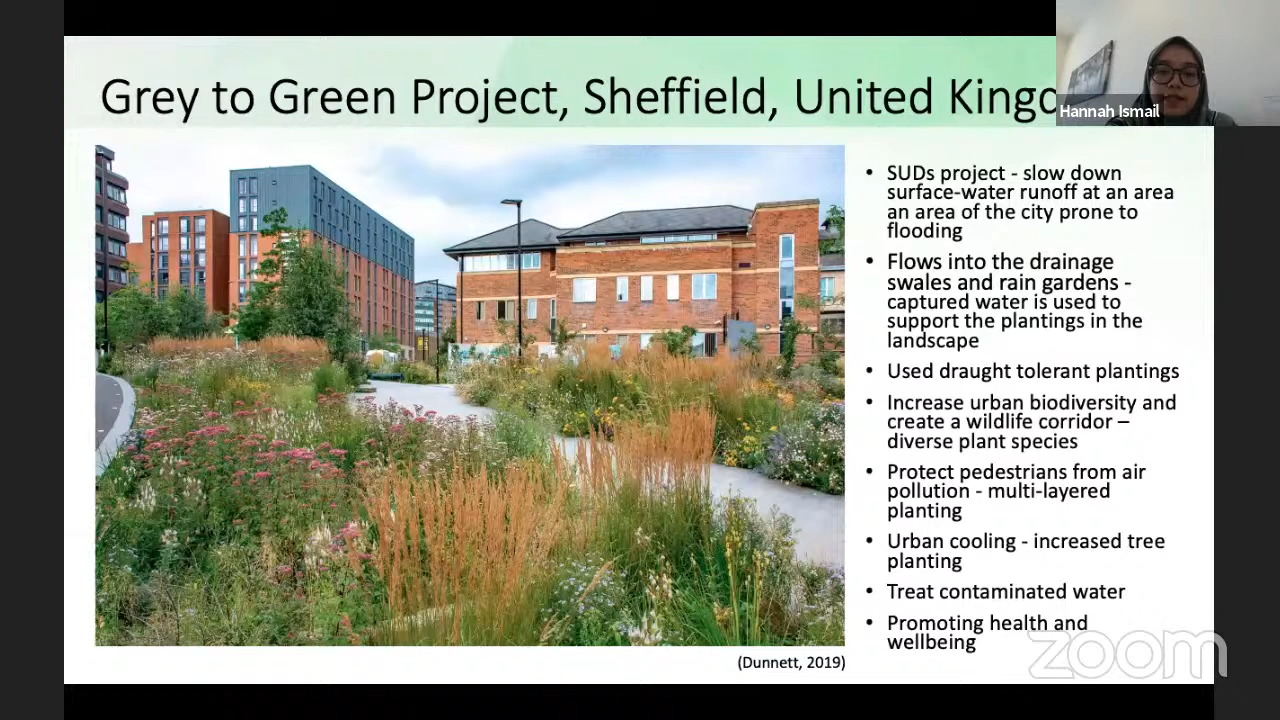 Grey to Green Project, Sheffield, United Kingd
Hannah Ismail
• SUDs project - slow down
surface-water runoff at an area
an area of the city prone to
flooding
• Flows into the drainage
swales and rain gardens -
captured water is used to
support the plantings in the
landscape
• Used draught tolerant plantings
• Increase urban biodiversity and
create a wildlife corridor –
diverse plant species
• Protect pedestrians from air
pollution - multi-layered
planting
• Urban cooling - increased tree
planting
• Treat contaminated water
• Promoting health and
wellbeing
(Dunnett, 2019)
zoom